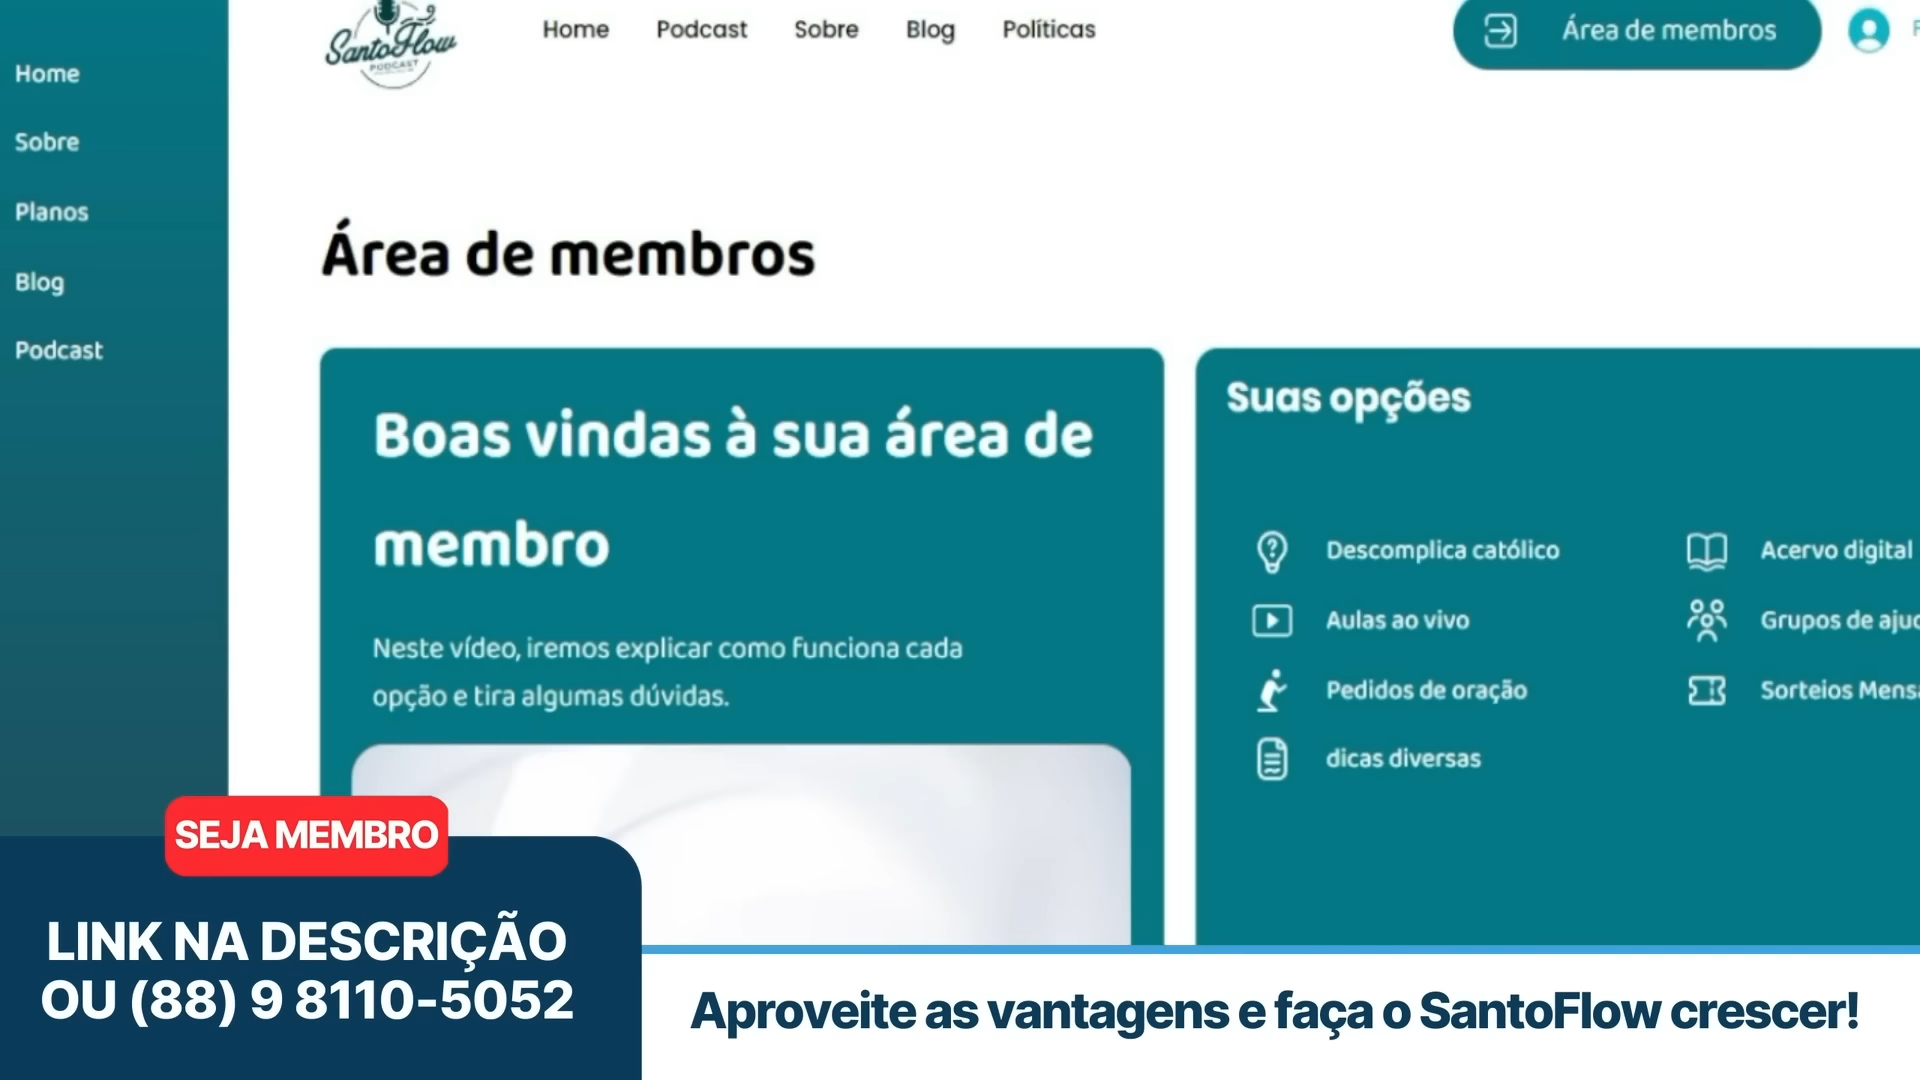 SantoFlow
PODCAST
Home
Podcast
Sobre
Blog
Políticas
Área de membros
Home
Sobre
Planos
Blog
Podcast
Área de membros
Boas vindas à sua área de
membro
Neste vídeo, iremos explicar como funciona cada
opção e tira algumas dúvidas.
Suas opções
Descomplica católico
Acervo digital
Aulas ao vivo
Grupos de
Pedidos de oração
Sorteios
dicas diversas
SEJA MEMBRO
LINK NA DESCRIÇÃO
OU (88) 9 8110-5052
Aproveite as vantagens e faça o SantoFlow crescer!